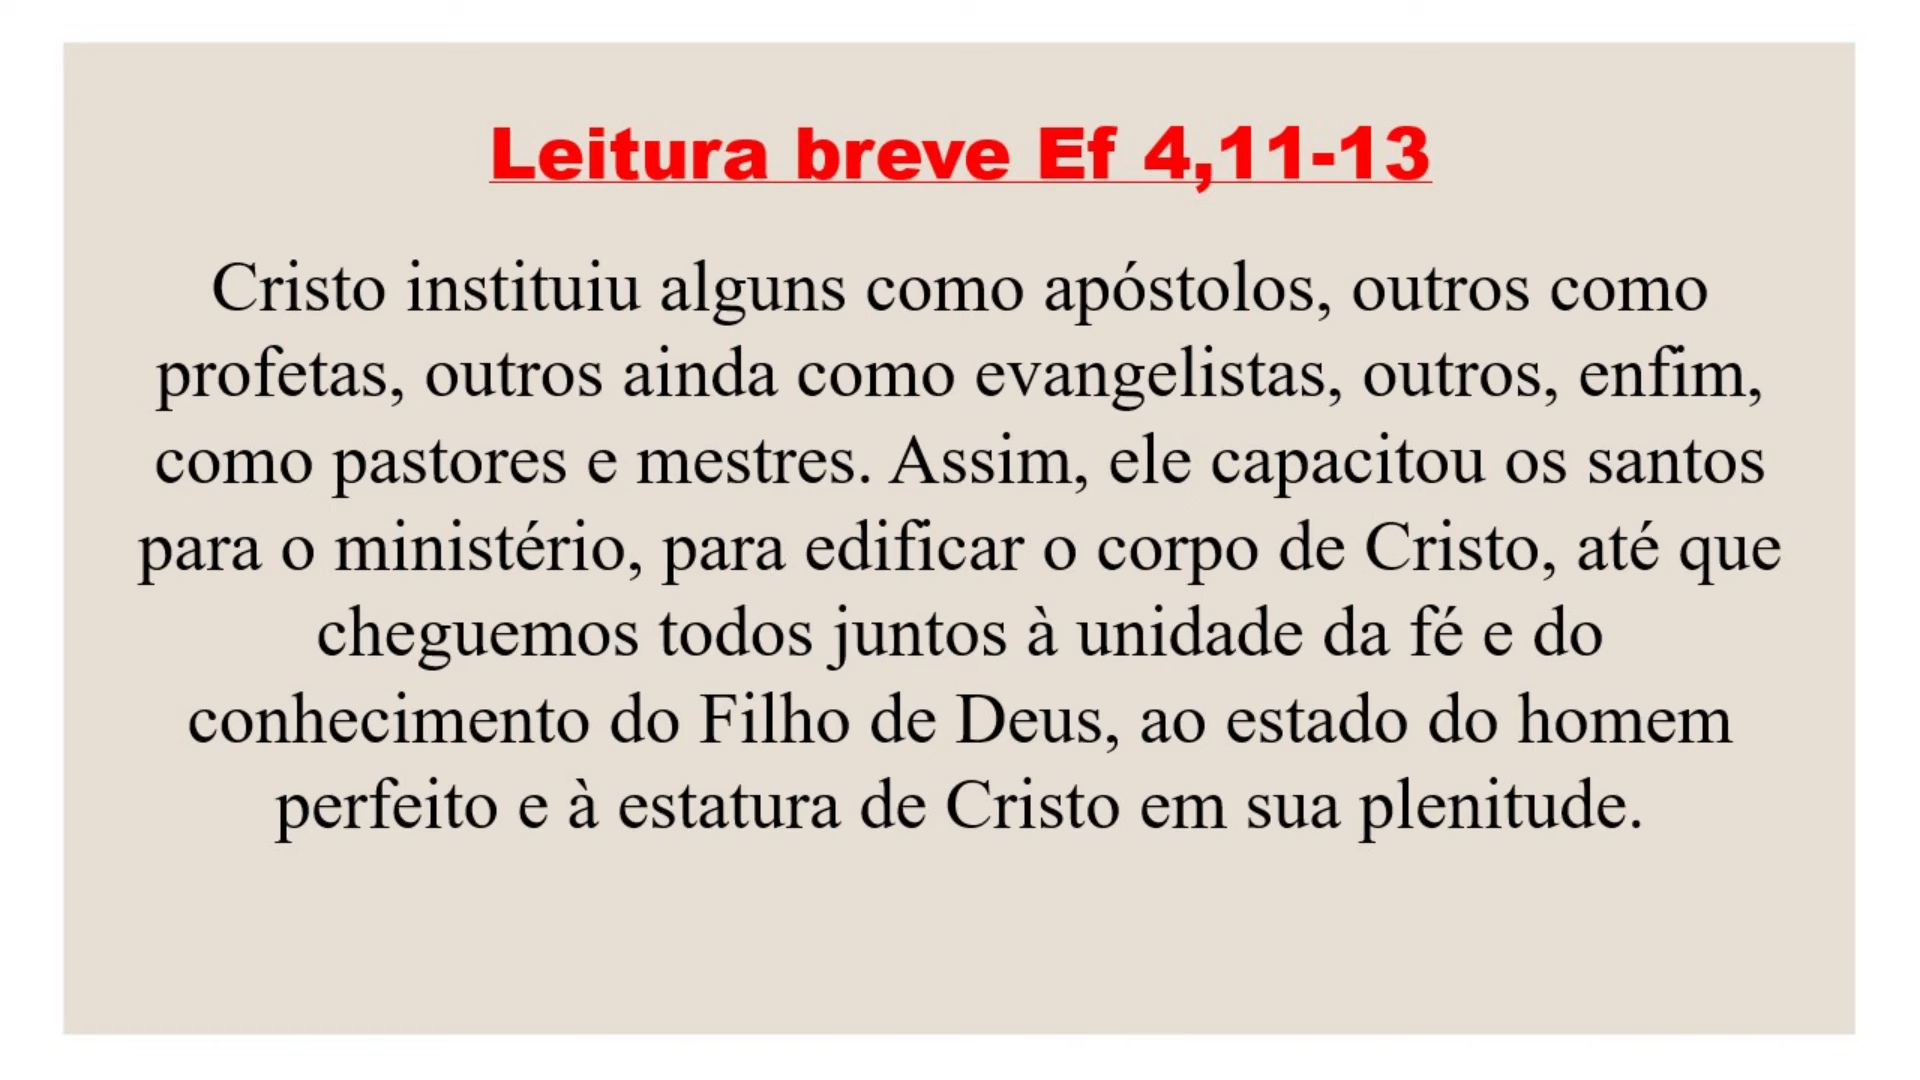 Leitura breve Ef 4,11-13
Cristo instituiu alguns como apóstolos, outros como
profetas, outros ainda como evangelistas, outros, enfim,
como pastores e mestres. Assim, ele capacitou os santos
para o ministério, para edificar o corpo de Cristo, até que
cheguemos todos juntos à unidade da fé e do
conhecimento do Filho de Deus, ao estado do homem
perfeito e à estatura de Cristo em sua plenitude.